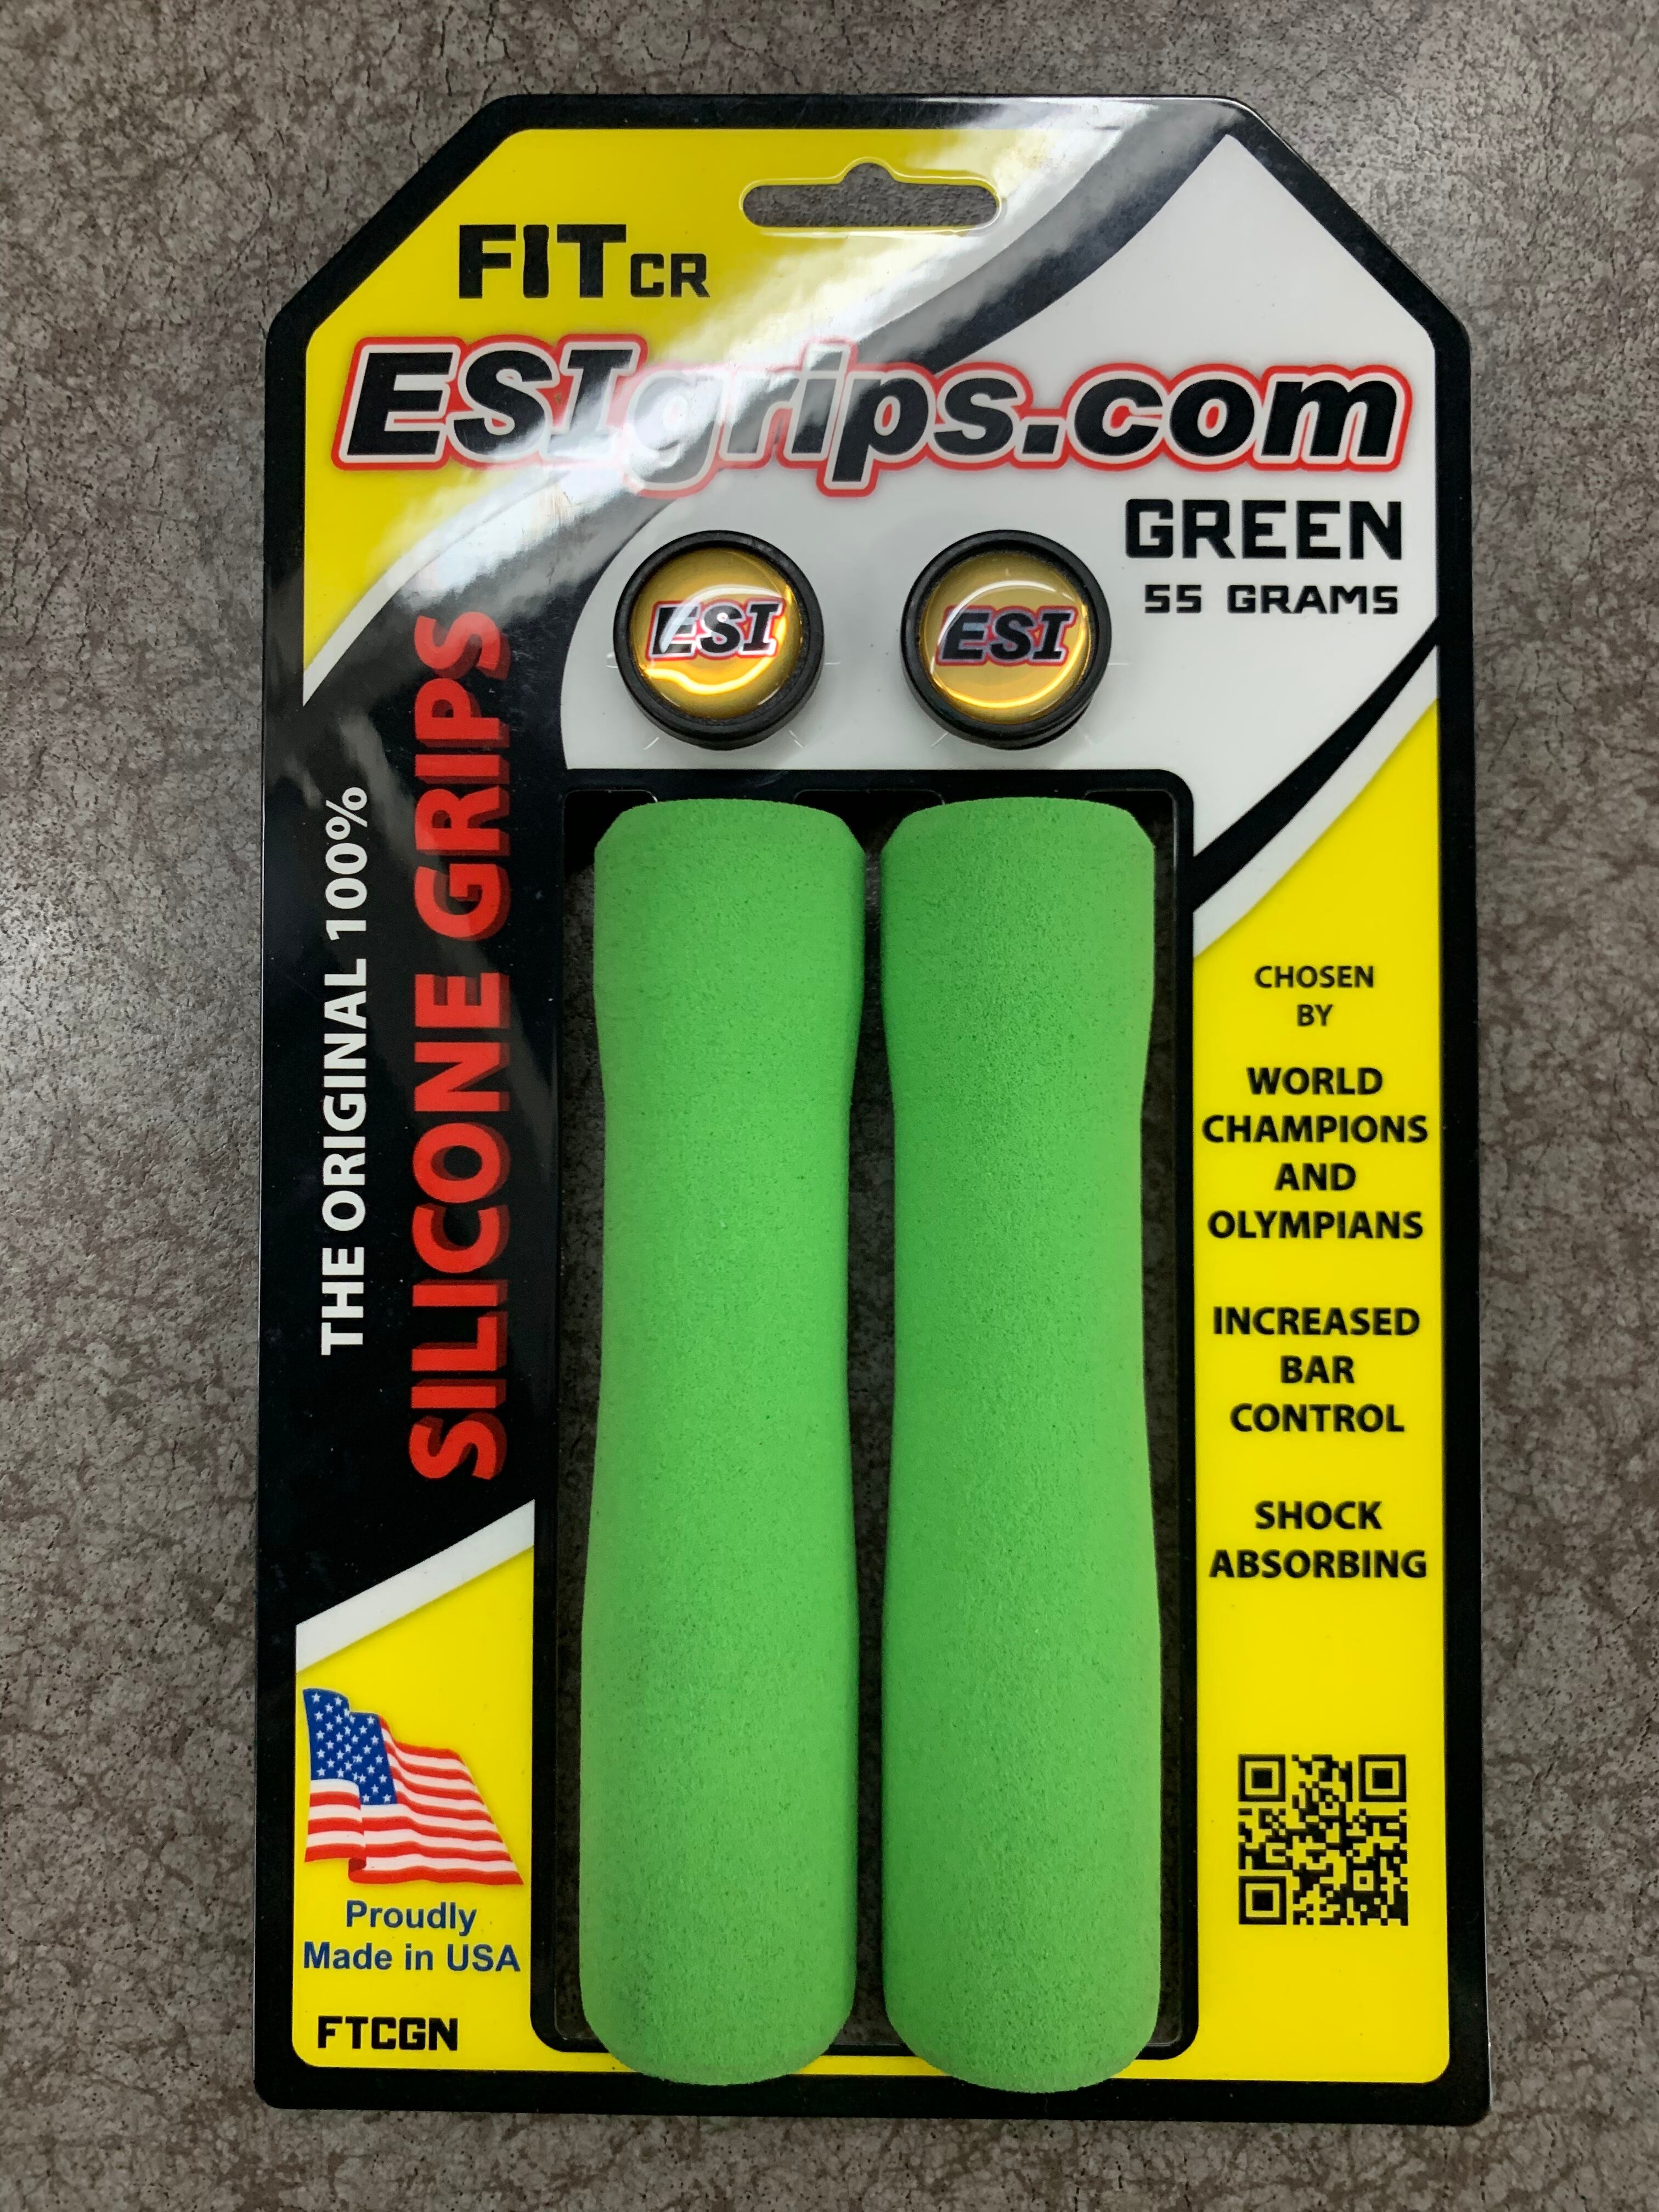 FIT CR
ESIgrips.com
GREEN
55 GRAMS
ESI
ESI
THE ORIGINAL 100%
SILICONE GRIPS
CHOSEN
BY
WORLD
CHAMPIONS
AND
OLYMPIANS
INCREASED
BAR
CONTROL
SHOCK
ABSORBING
Proudly
Made in USA
FTCGN